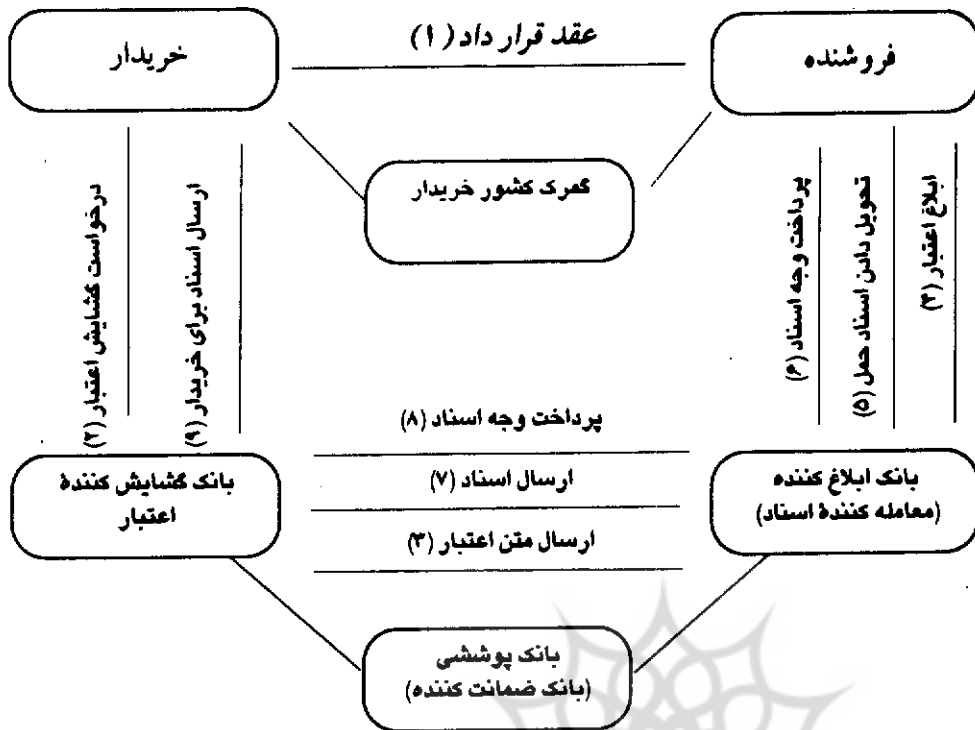 عقد قرار داد (۱)
فروشنده
خریدار
گمرک کشور خریدار
ابلاغ اعتبار (۴)
تحویل دادن اسناد حمل (۵)
پرداخت وجه اسناد (۶)
ارسال اسناد برای خریدار (۹)
درخواست گشایش اعتبار (۲)
پرداخت وجه اسناد (۸)
ارسال اسناد (۷)
ارسال متن اعتبار (۳)
بانک ابلاغ کننده
(معامله کنندۀ اسناد)
بانک گشایش کنندۀ
اعتبار
بانک پوششی
(بانک ضمانت کننده)